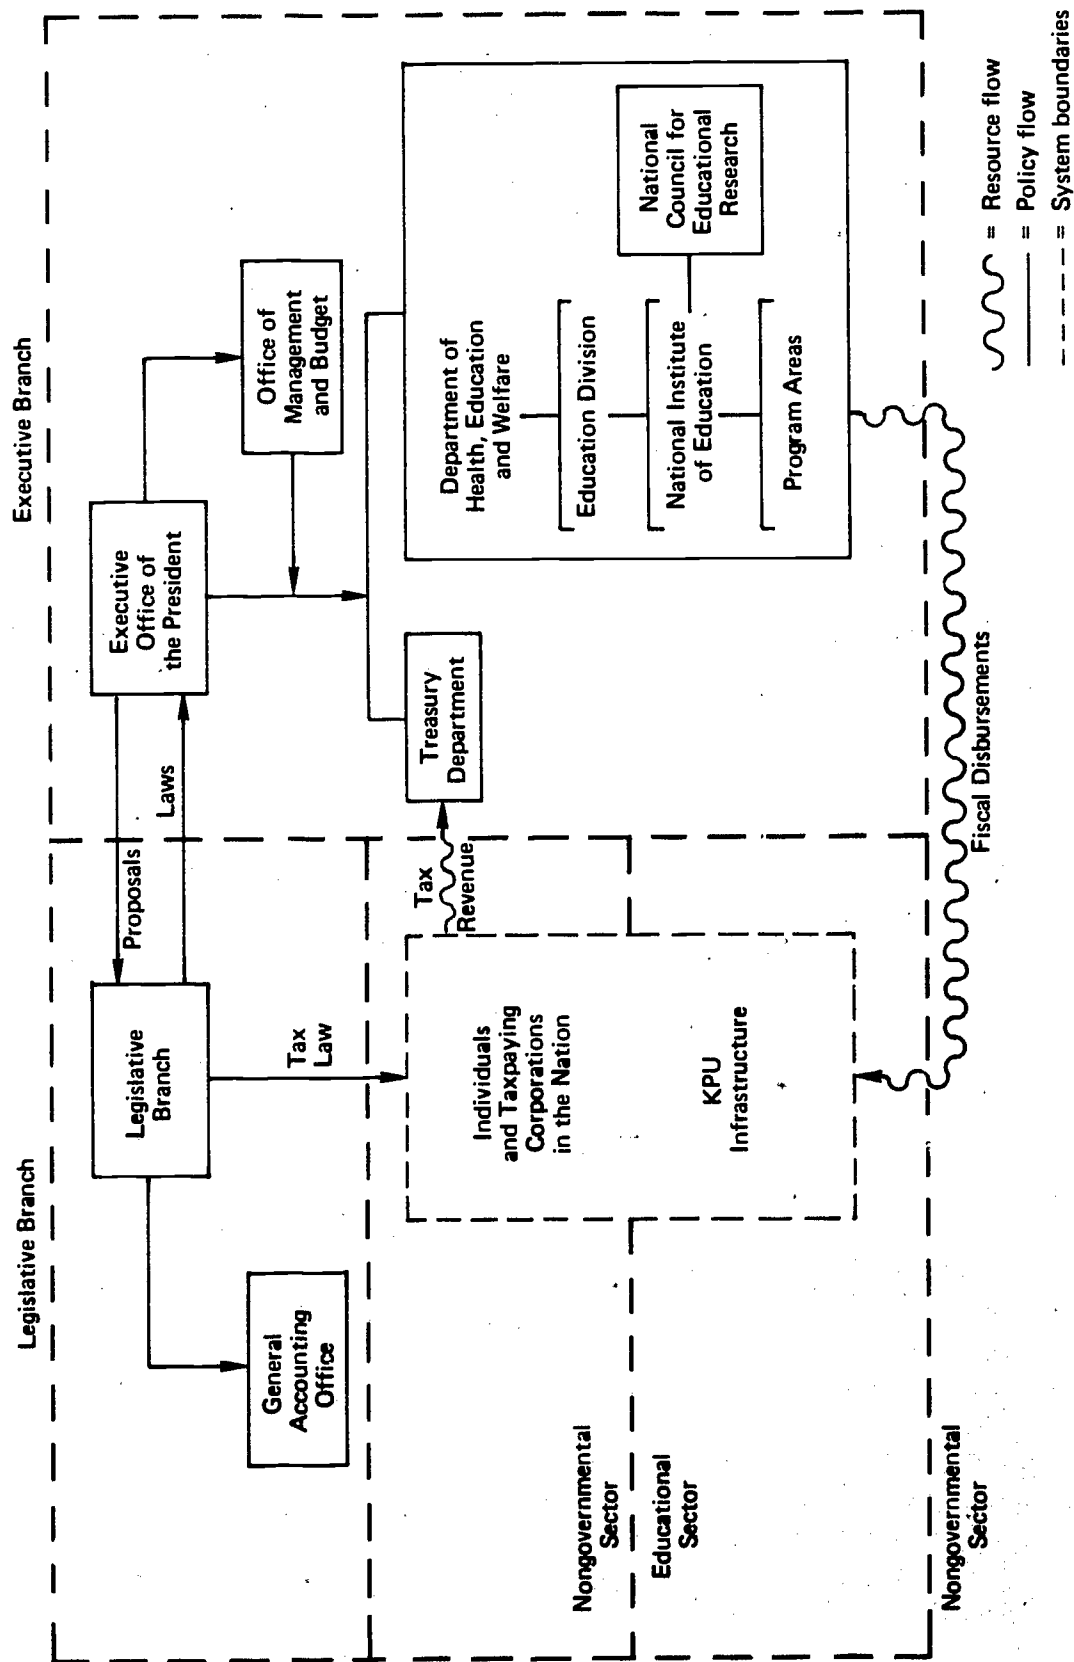 Legislative Branch
Executive Branch
Legislative
Branch
Proposals
Laws
Executive
Office of
the President
General
Accounting
Office
Tax
Law
Office of
Management
and Budget
Individuals
and Taxpaying
Corporations
in the Nation
KPU
Infrastructure
Tax
Revenue
Treasury
Department
Department of
Health, Education
and Welfare
Education Division
National Institute
of Education
Program Areas
National
Council for
Educational
Research
Nongovernmental
Sector
Educational
Sector
Nongovernmental
Sector
Fiscal Disbursements
= Resource flow
= Policy flow
= System boundaries